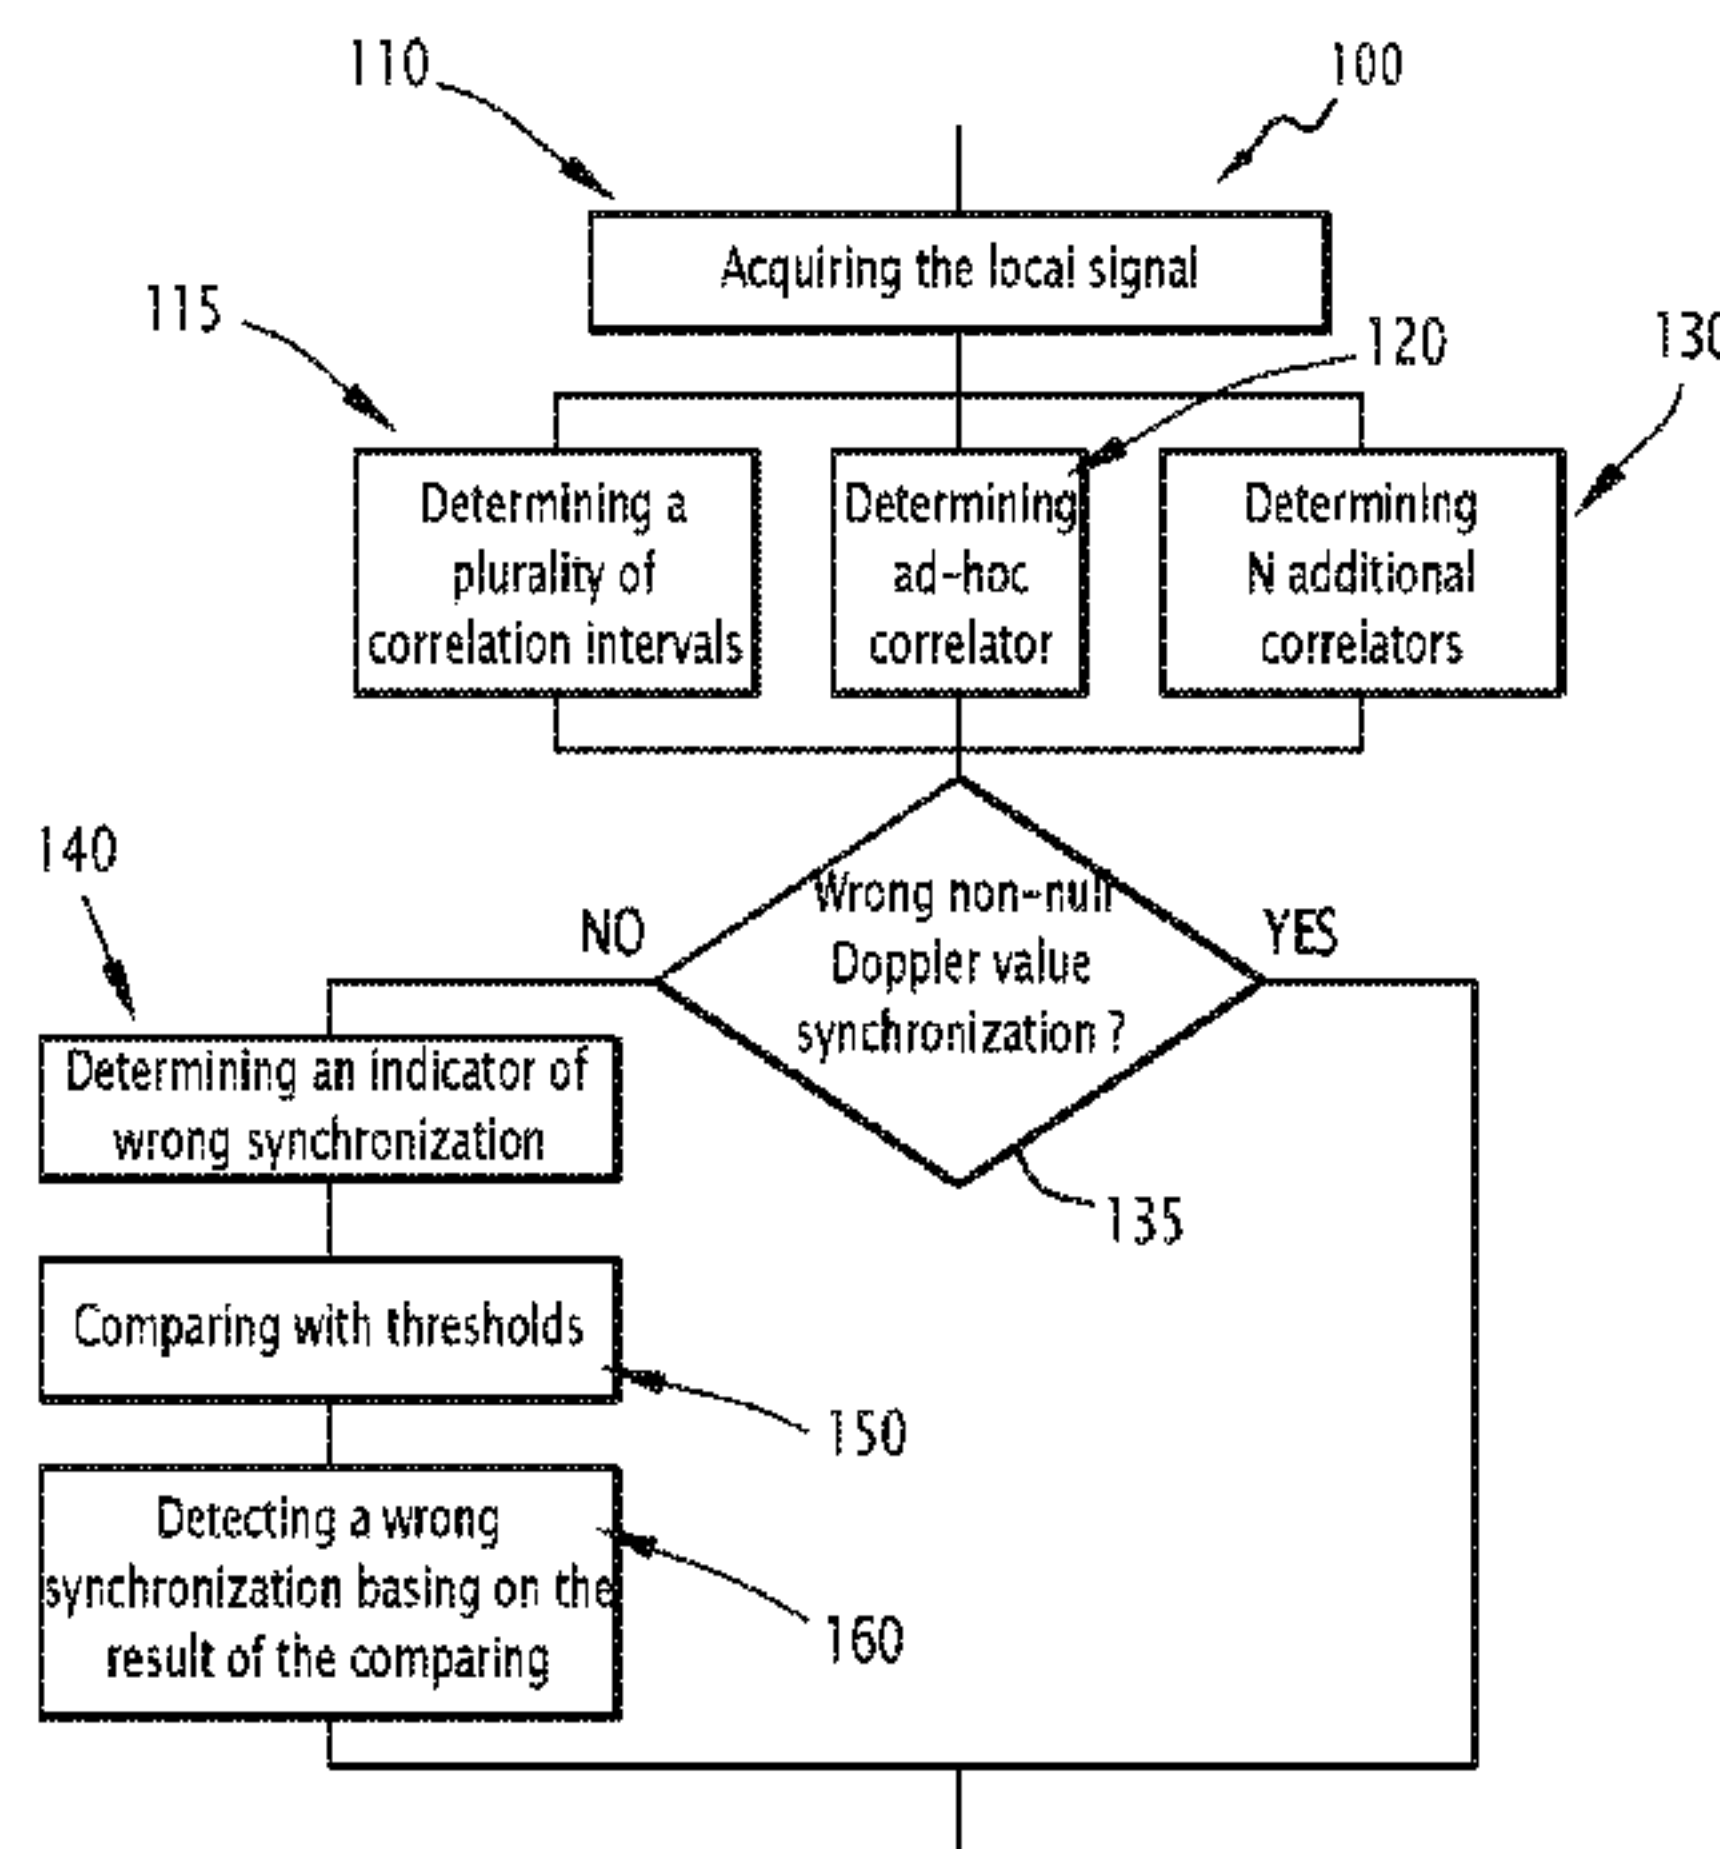 110
100
Acquiring the local signal
115
120
130
Determining a
plurality of
correlation intervals
Determining
ad-hoc
correlator
Determining
N additional
correlators
140
NO
Wrong non-null
Doppler value
synchronization ?
YES
Determining an indicator of
wrong synchronization
135
Comparing with thresholds
150
Detecting a wrong
synchronization basing on the
result of the comparing
160